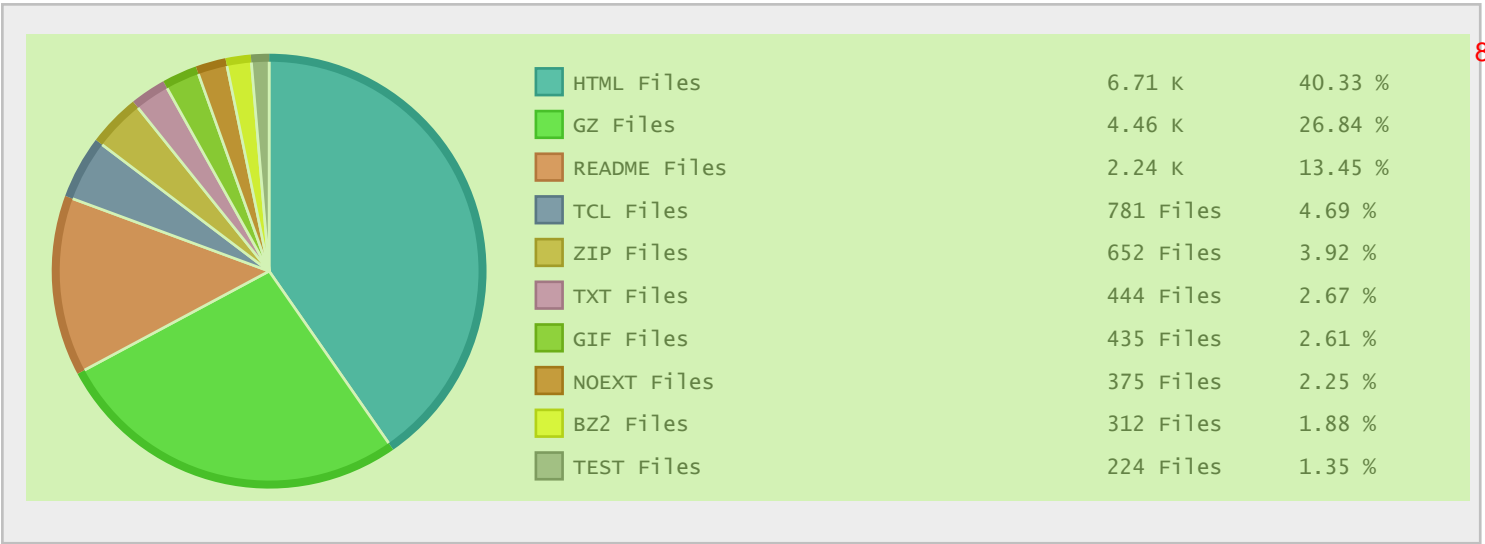 8
HTML Files 6.71 K 40.33 %
GZ Files 4.46 K 26.84 %
README Files 2.24 K 13.45 %
TCL Files 781 Files 4.69 %
ZIP Files 652 Files 3.92 %
TXT Files 444 Files 2.67 %
GIF Files 435 Files 2.61 %
NOEXT Files 375 Files 2.25 %
BZ2 Files 312 Files 1.88 %
TEST Files 224 Files 1.35 %